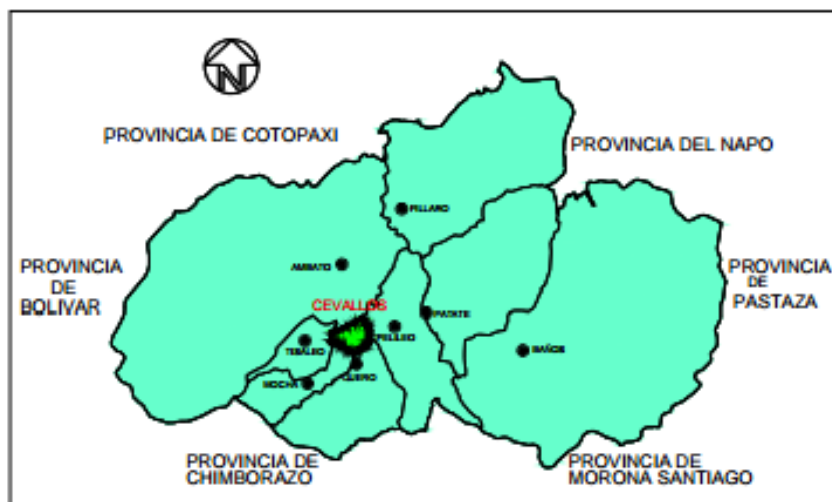 N
PROVINCIA DE COTOPAXI
PROVINCIA DEL NAPO
PILLARO
AMBATO
PROVINCIA
DE
BOLIVAR
PROVINCIA
DE
PASTAZA
CEVALLOS
PATATE
PELILEO
TISALEO
BAÑOS
QUERO
MOCHA
PROVINCIA DE
CHIMBORAZO
PROVINCIA DE
MORONA SANTIAGO